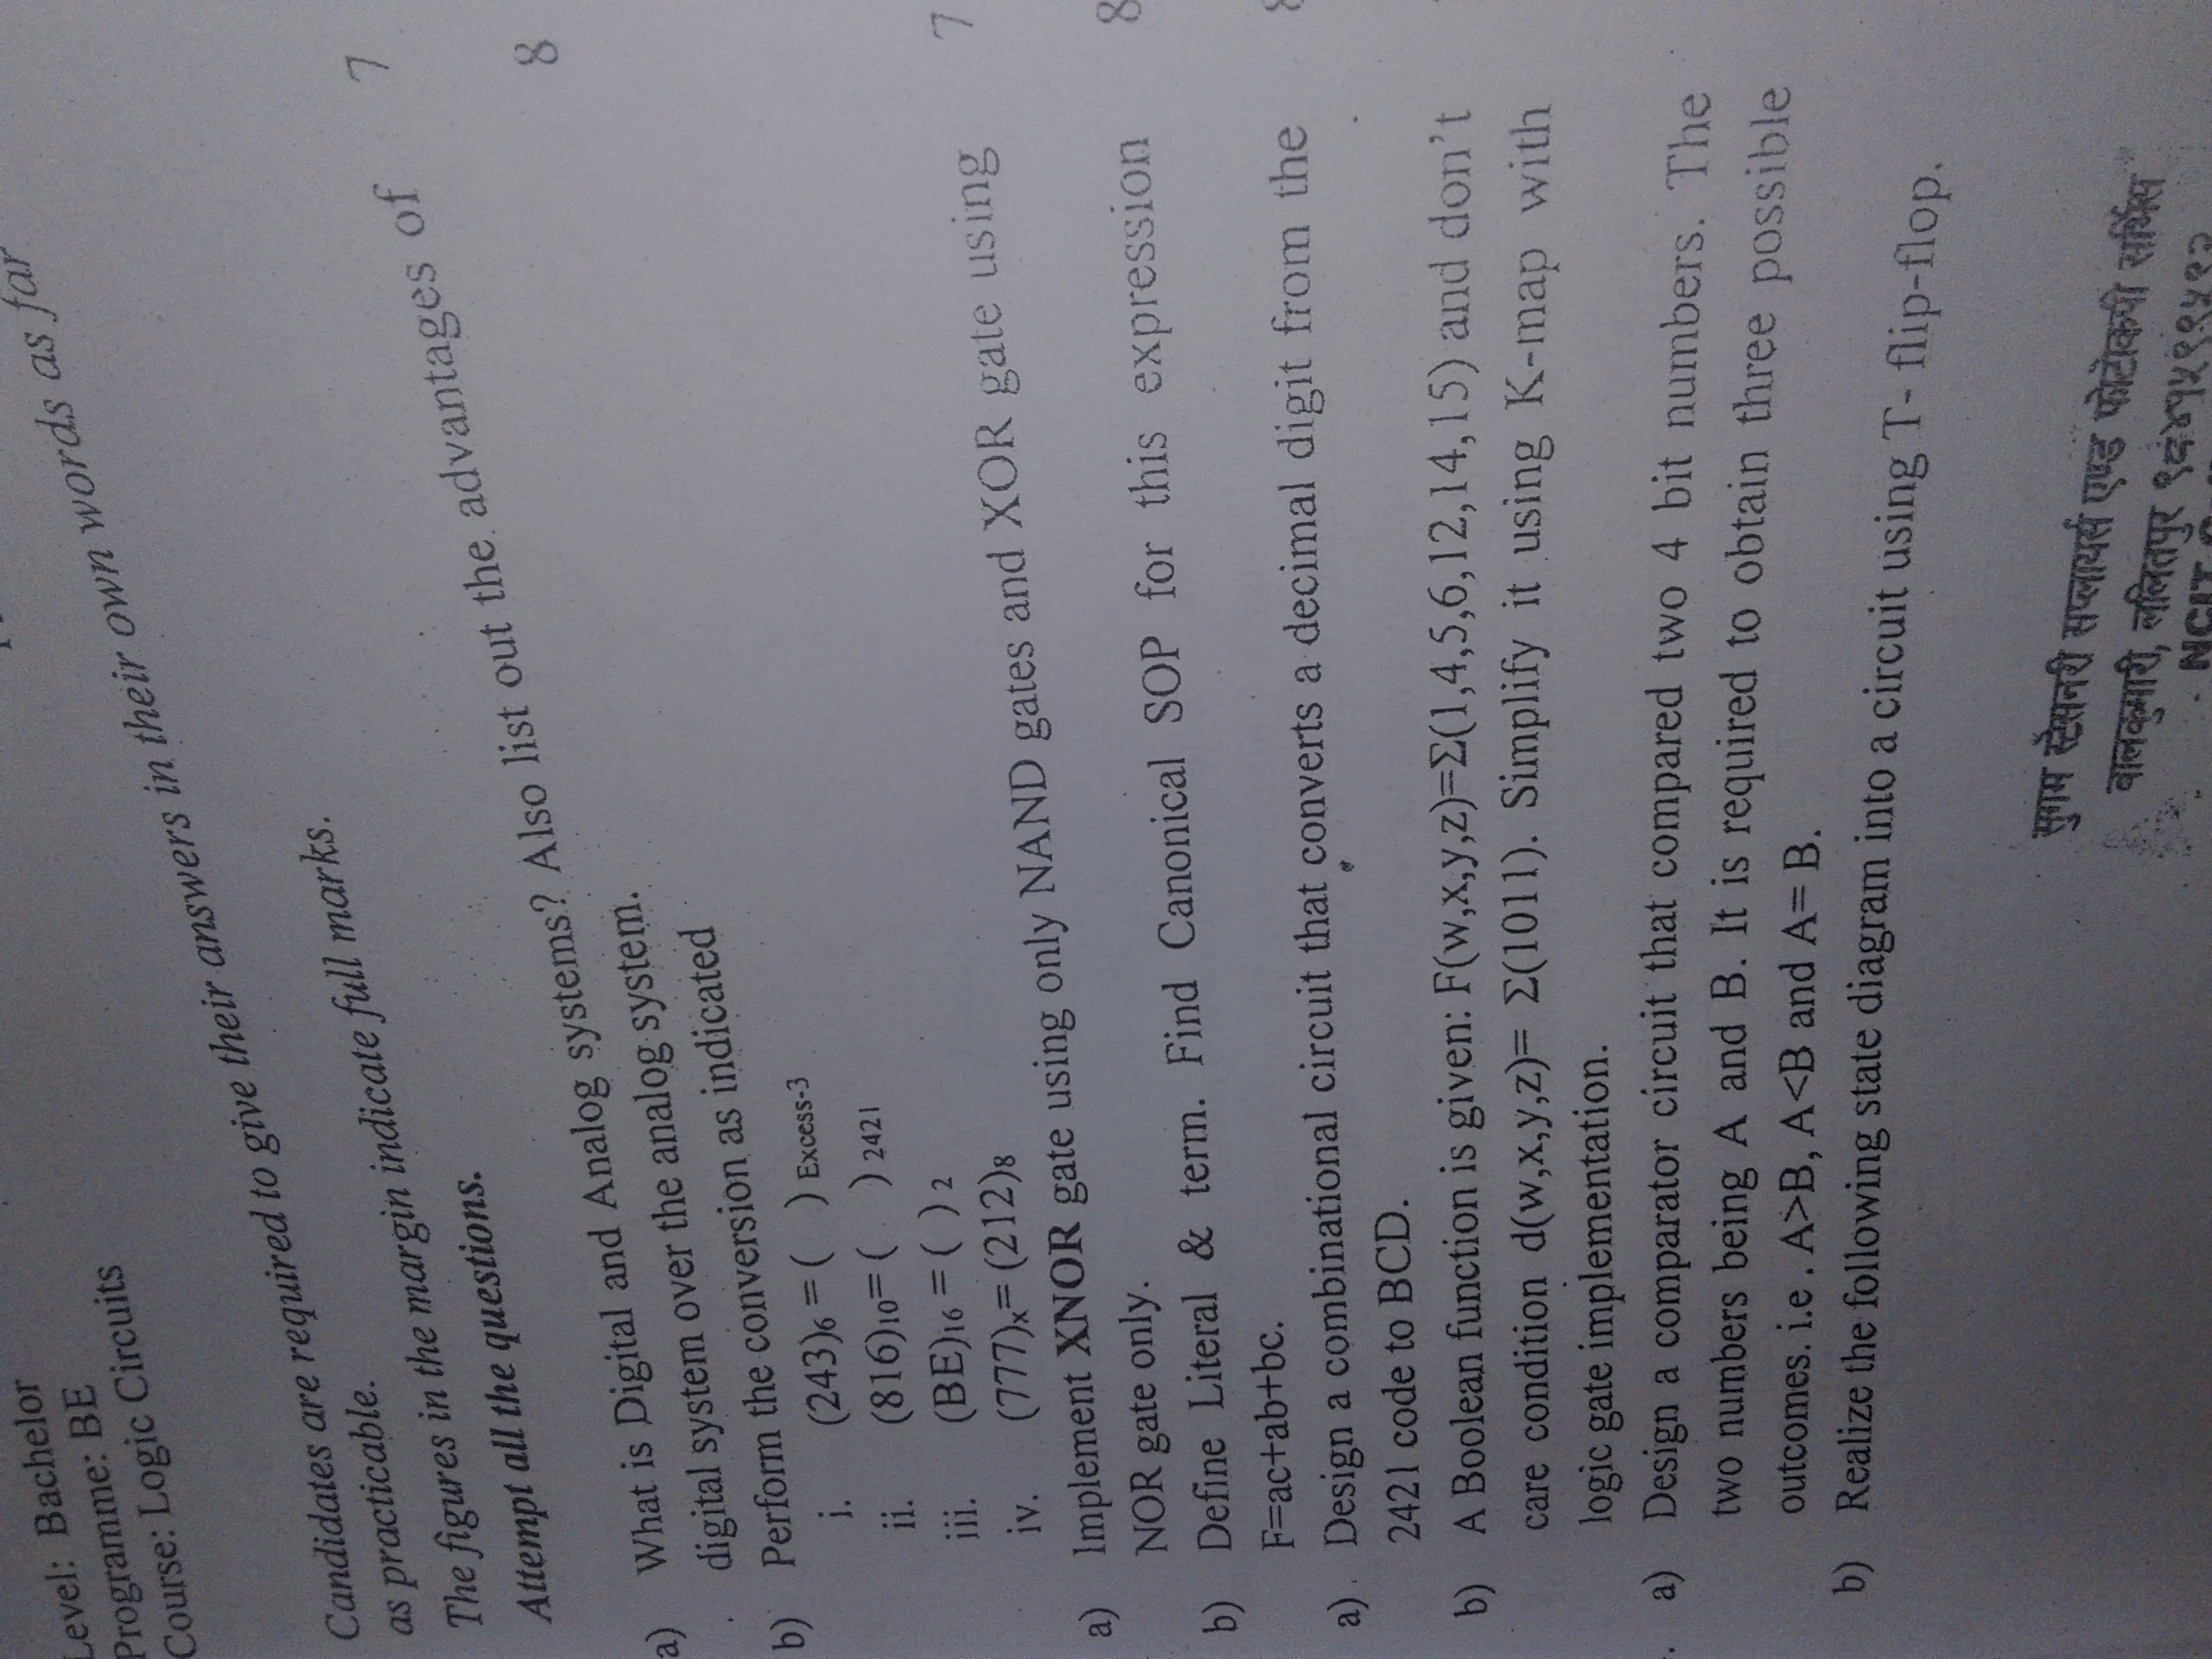 Level: Bachelor
Programme: BE
Course: Logic Circuits
Candidates are required to give their answers in their own words as far
as practicable.
The figures in the margin indicate full marks.
Attempt all the questions.
a) What is Digital and Analog systems? Also list out the advantages of 7
digital system over the analog system.
b) Perform the conversion as indicated 8
i. (243)6 = ( ) Excess-3
ii. (816)10= ( ) 2421
iii. (BE)16 = ( ) 2
iv. (777)x= (212)8
a) Implement XNOR gate using only NAND gates and XOR gate using 7
NOR gate only.
b) Define Literal & term. Find Canonical SOP for this expression 8
F=ac+ab+bc.
a) Design a combinational circuit that converts a decimal digit from the 8
2421 code to BCD.
b) A Boolean function is given: F(w,x,y,z)=Σ(1,4,5,6,12,14,15) and don't
care condition d(w,x,y,z)= Σ(1011). Simplify it using K-map with
logic gate implementation.
a) Design a comparator circuit that compared two 4 bit numbers. The
two numbers being A and B. It is required to obtain three possible
outcomes. i.e . A>B, A<B and A= B.
b) Realize the following state diagram into a circuit using T- flip-flop.
सुगम स्टेसनरी सप्लायर्स एण्ड फोटोकपी सर्भिस
बालकुमारी, ललितपुर
NCIT